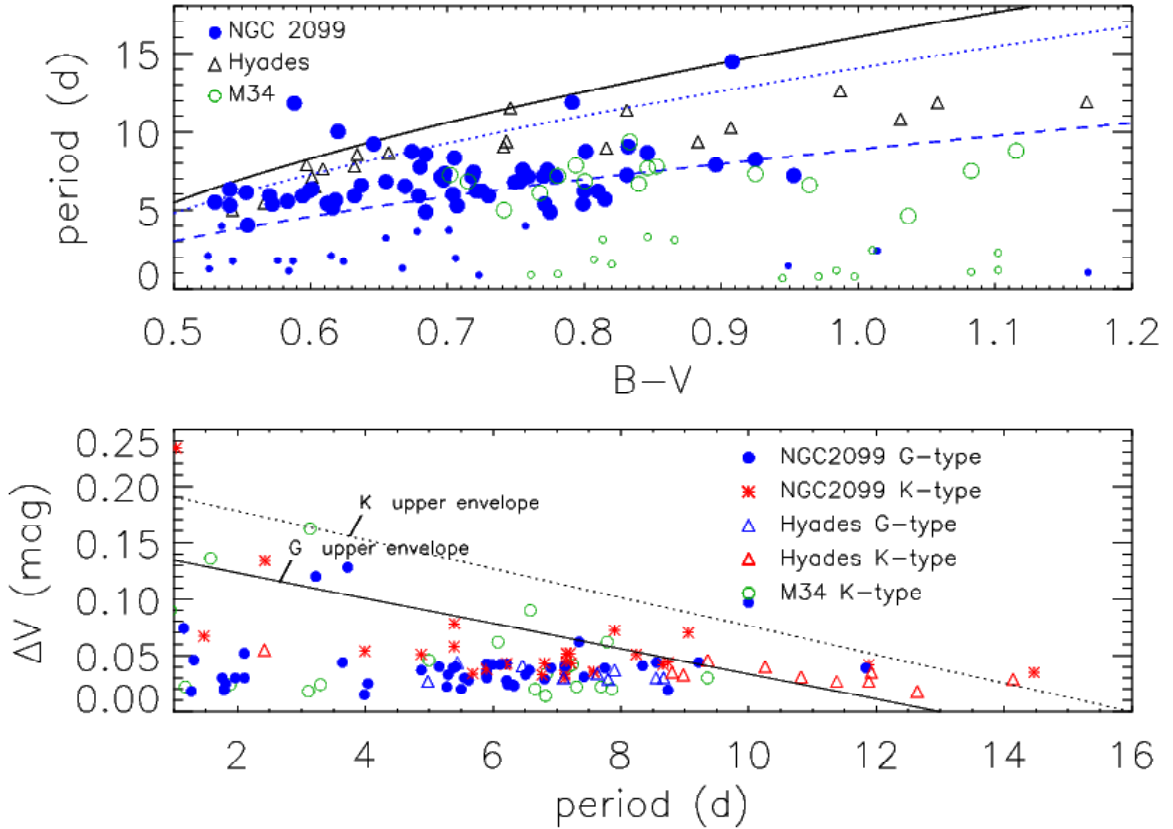 NGC 2099
Hyades
M34
period (d)
15
10
5
0
0.5 0.6 0.7 0.8 0.9 1.0 1.1 1.2
B−V
ΔV (mag)
0.25
0.20
0.15
0.10
0.05
0.00
K upper envelope
G upper envelope
NGC2099 G−type
NGC2099 K−type
Hyades G−type
Hyades K−type
M34 K−type
2 4 6 8 10 12 14 16
period (d)